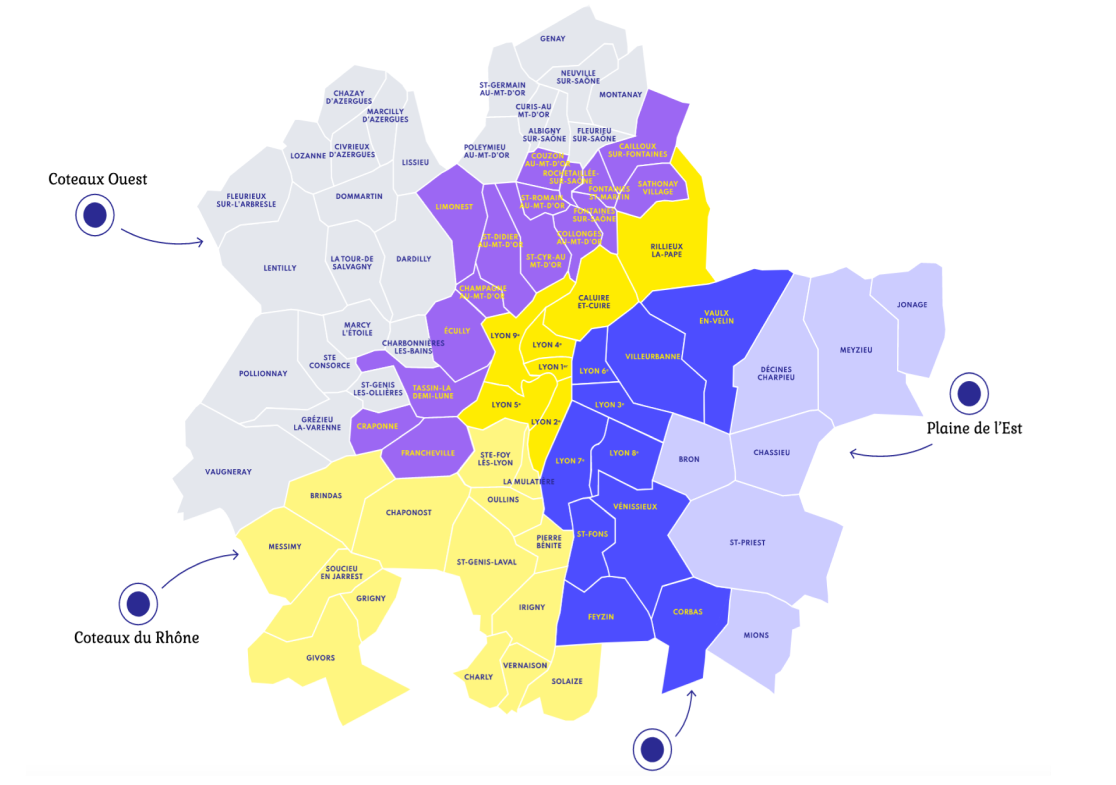 GENAY
NEUVILLE
SUR-SAÔNE
ST-GERMAIN
AU-MT-D'OR
MONTANAY
CHAZAY
D'AZERGUES
MARCILLY
D'AZERGUES
CURIS-AU
MT-D'OR
ALBIGNY
SUR-SAÔNE
FLEURIEU
SUR-SAÔNE
POLEYMIEU
AU-MT-D'OR
CAILLOUX
SUR-FONTAINES
LOZANNE
CIVRIEUX
D'AZERGUES
LISSIEU
COUZON
AU-MT-D'OR
ROCHETAILLÉE-
SUR-SAÔNE
Coteaux Ouest
FLEURIEUX
SUR-L'ARBRESLE
DOMMARTIN
LIMONEST
ST-ROMAIN
AU-MT-D'OR
FONTAINES
ST-MARTIN
SATHONAY
VILLAGE
FONTAINES
SUR-SAÔNE
ST-DIDIER
AU-MT-D'OR
COLLONGES
AU-MT-D'OR
RILLIEUX
LA-PAPE
LENTILLY
LA TOUR-DE
SALVAGNY
DARDILLY
ST-CYR-AU
MT-D'OR
CHAMPAGNE
AU-MT-D'OR
CALUIRE
ET-CUIRE
JONAGE
VAULX
EN-VELIN
MARCY
L'ÉTOILE
ÉCULLY
LYON 9e
LYON 4e
CHARBONNIÈRES
LES-BAINS
MEYZIEU
STE
CONSORCE
VILLEURBANNE
POLLIONNAY
LYON 1er
LYON 6e
DÉCINES
CHARPIEU
ST-GENIS
LES-OLLIÈRES
TASSIN-LA
DEMI-LUNE
LYON 5e
LYON 3e
GRÉZIEU
LA-VARENNE
CRAPONNE
LYON 2e
Plaine de l'Est
FRANCHEVILLE
STE-FOY
LÈS-LYON
LYON 7e
LYON 8e
BRON
CHASSIEU
VAUGNERAY
LA MULATIÈRE
BRINDAS
OULLINS
VÉNISSIEUX
CHAPONOST
PIERRE
BÉNITE
ST-FONS
ST-PRIEST
MESSIMY
ST-GENIS-LAVAL
SOUCIEU
EN JARREST
GRIGNY
IRIGNY
FEYZIN
CORBAS
Coteaux du Rhône
MIONS
GIVORS
VERNAISON
CHARLY
SOLAIZE